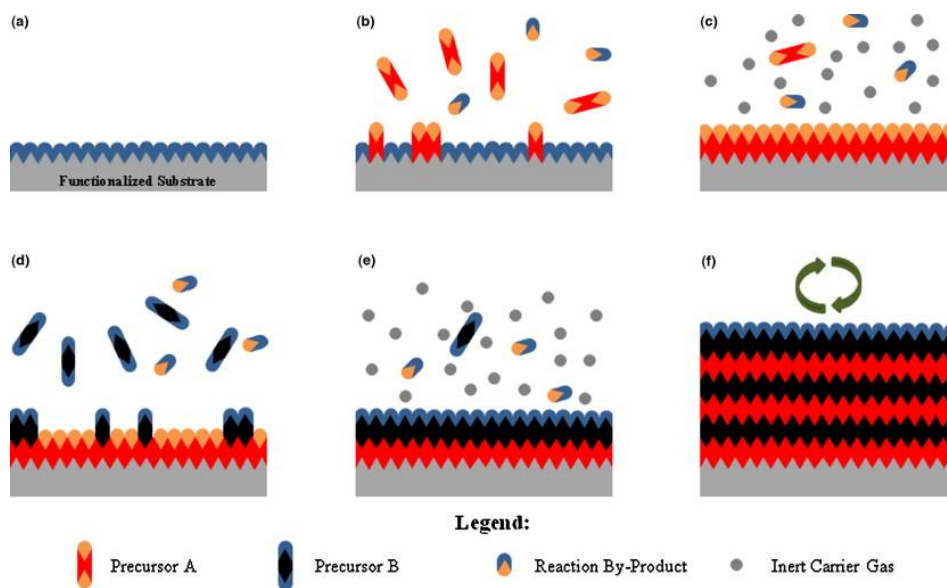 (a)
(b)
(c)
Functionalized Substrate
(d)
(e)
(f)
Legend:
Precursor A
Precursor B
Reaction By-Product
Inert Carrier Gas